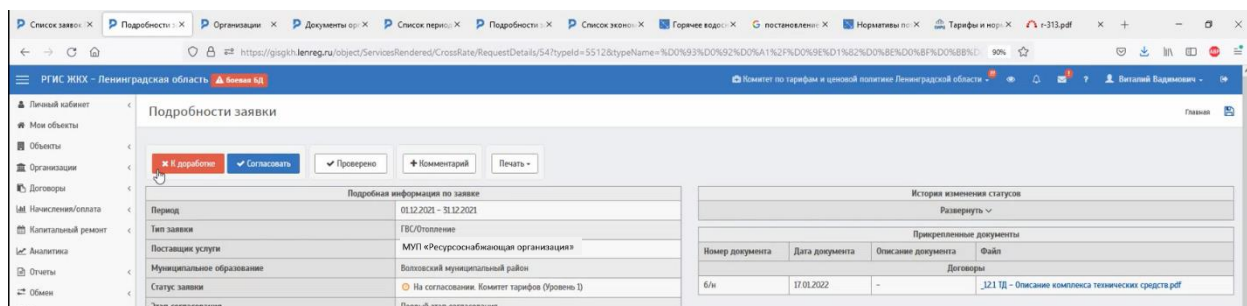 Список заявок
Подробности з
Организации
Документы орг
Список период
Подробности з
Список эконом
Горячее водос
постановление
Нормативы по
Тарифы и норм
r-313.pdf
https://gisgkh.lenreg.ru/object/ServicesRendered/CrossRate/RequestDetails/54?typeId=5512&typeName=%D0%93%D0%92%D0%A1%2F%D0%9E%D1%82%D0%BE%D0%BF%D0%BB%D
90%
РГИС ЖКХ – Ленинградская область
Боевая БД
Комитет по тарифам и ценовой политике Ленинградской области
Виталий Вадимович
Личный кабинет
Мои объекты
Объекты
Организации
Договоры
Начисления/оплата
Капитальный ремонт
Аналитика
Отчеты
Обмен
Подробности заявки
Главная
К доработке
Согласовать
Проверено
Комментарий
Печать
Подробная информация по заявке
Период 01.12.2021 – 31.12.2021
Тип заявки ГВС/Отопление
Поставщик услуги МУП «Ресурсоснабжающая организация»
Муниципальное образование Волховский муниципальный район
Статус заявки На согласовании. Комитет тарифов (Уровень 1)
Этап согласования Первый этап согласования
История изменения статусов
Развернуть
Прикрепленные документы
Номер документа Дата документа Описание документа Файл
Договоры
б/н 17.01.2022 – _12.1 ТД – Описание комплекса технических средств.pdf